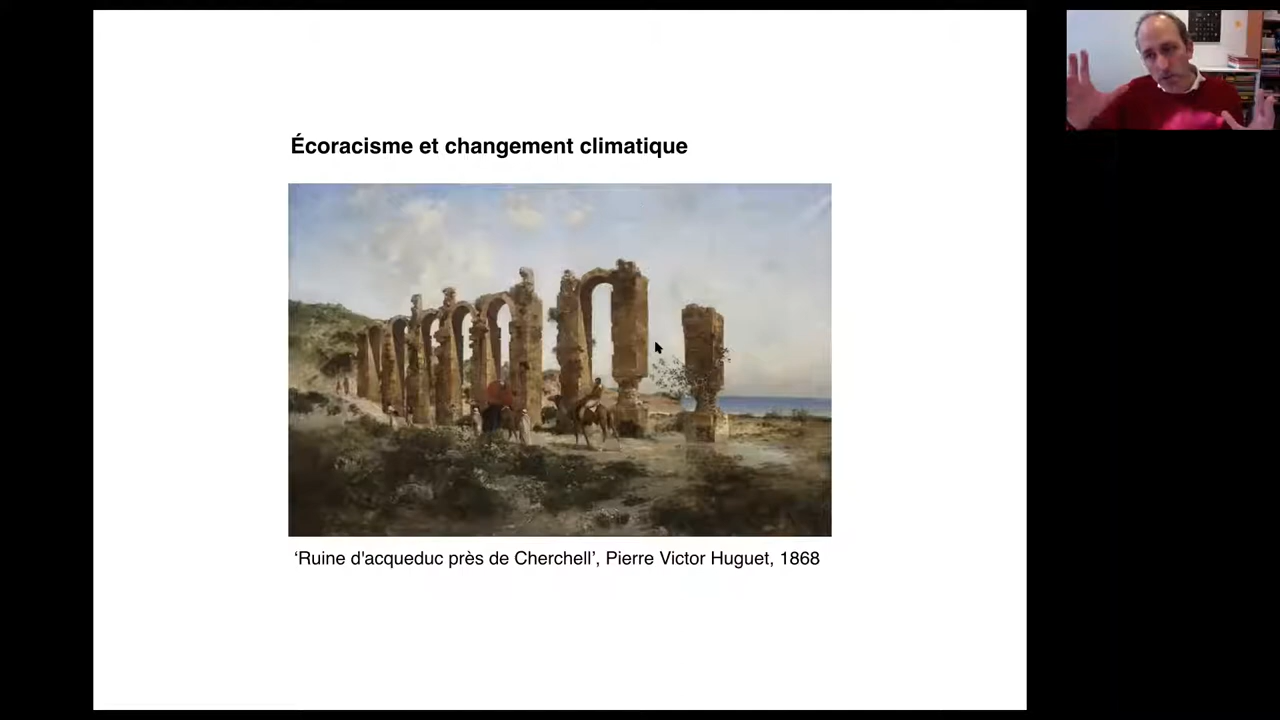 Écoracisme et changement climatique
‘Ruine d'acqueduc près de Cherchell’, Pierre Victor Huguet, 1868